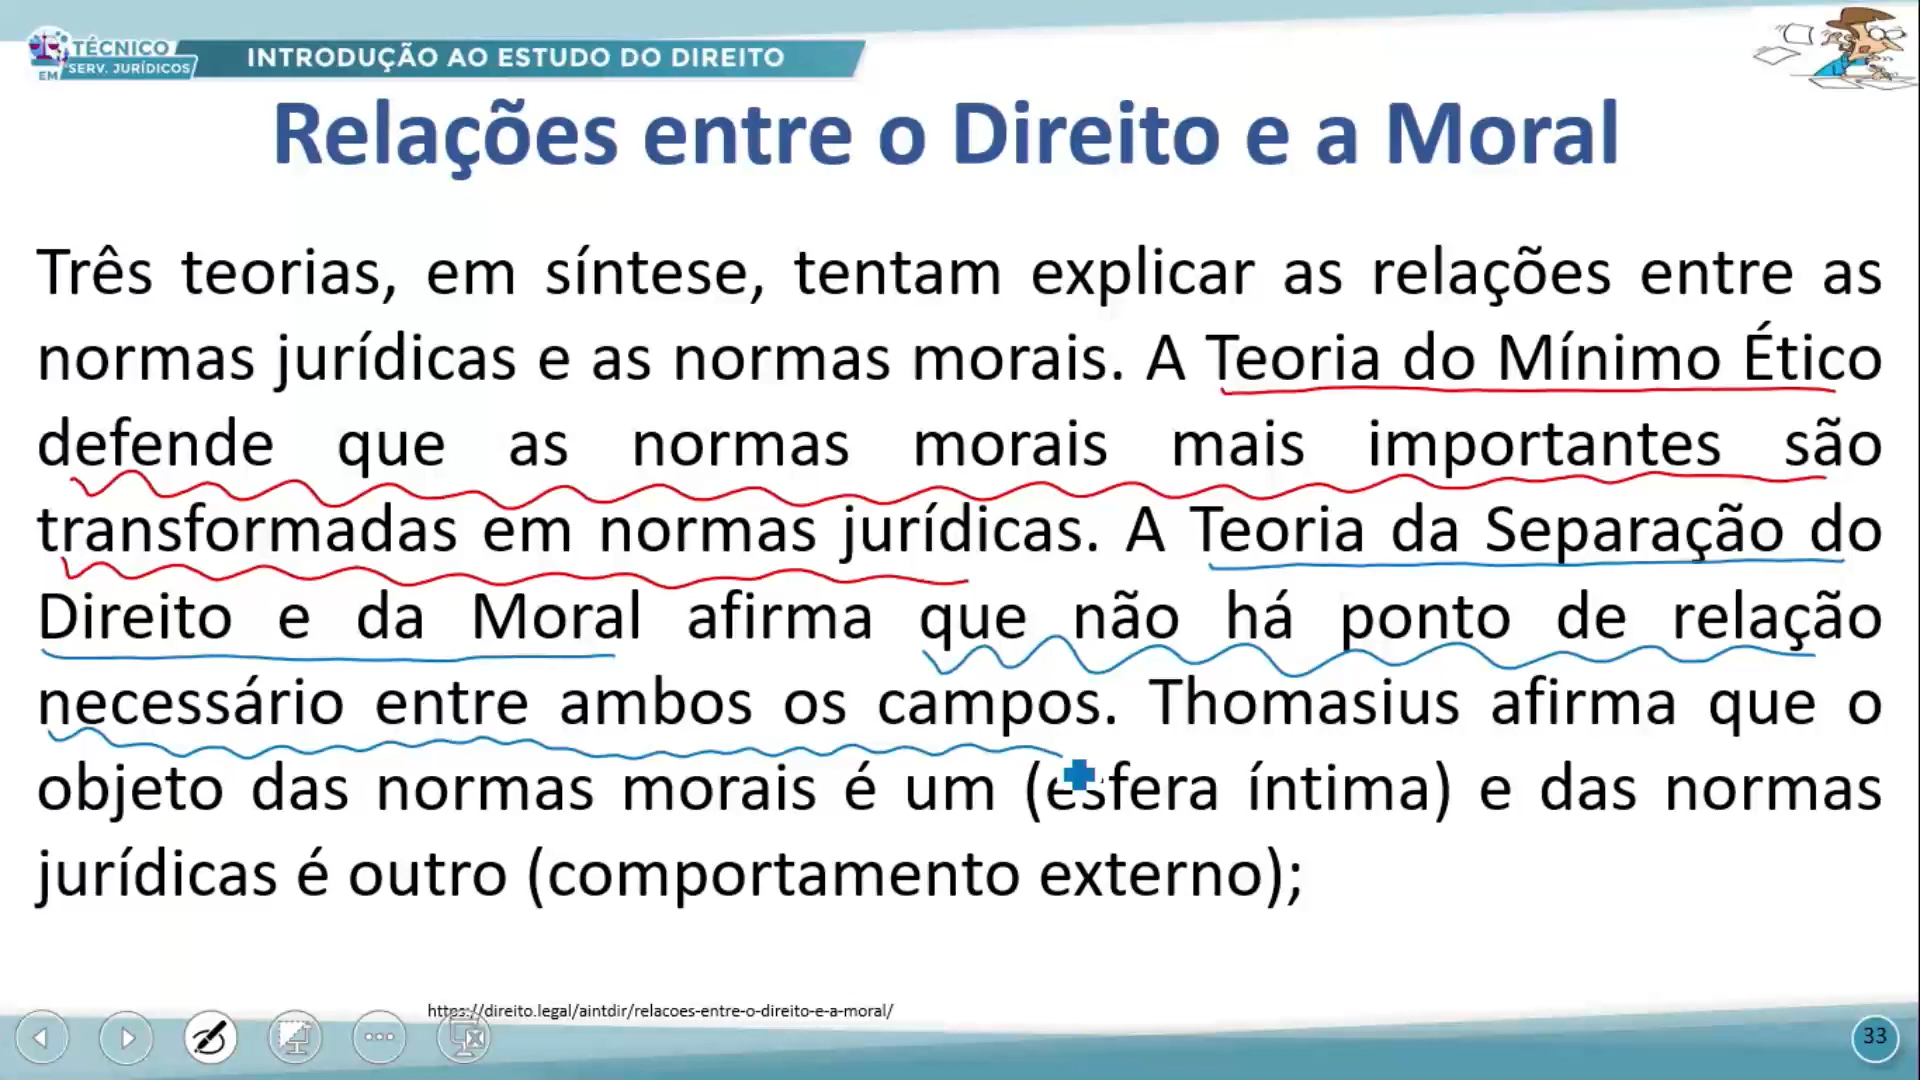 TÉCNICO
EM SERV. JURÍDICOS
INTRODUÇÃO AO ESTUDO DO DIREITO
Relações entre o Direito e a Moral
Três teorias, em síntese, tentam explicar as relações entre as
normas jurídicas e as normas morais. A Teoria do Mínimo Ético
defende que as normas morais mais importantes são
transformadas em normas jurídicas. A Teoria da Separação do
Direito e da Moral afirma que não há ponto de relação
necessário entre ambos os campos. Thomasius afirma que o
objeto das normas morais é um (esfera íntima) e das normas
jurídicas é outro (comportamento externo);
https://direito.legal/aintdir/relacoes-entre-o-direito-e-a-moral/
33